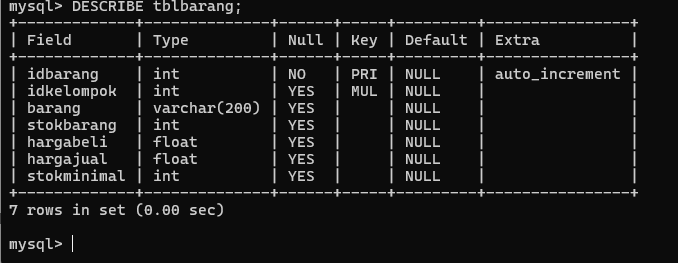 mysql> DESCRIBE tblbarang;
+-------------+--------------+------+-----+---------+----------------+
| Field       | Type         | Null | Key | Default | Extra          |
+-------------+--------------+------+-----+---------+----------------+
| idbarang    | int          | NO   | PRI | NULL    | auto_increment |
| idkelompok  | int          | YES  | MUL | NULL    |                |
| barang      | varchar(200) | YES  |     | NULL    |                |
| stokbarang  | int          | YES  |     | NULL    |                |
| hargabeli   | float        | YES  |     | NULL    |                |
| hargajual   | float        | YES  |     | NULL    |                |
| stokminimal | int          | YES  |     | NULL    |                |
+-------------+--------------+------+-----+---------+----------------+
7 rows in set (0.00 sec)
mysql>